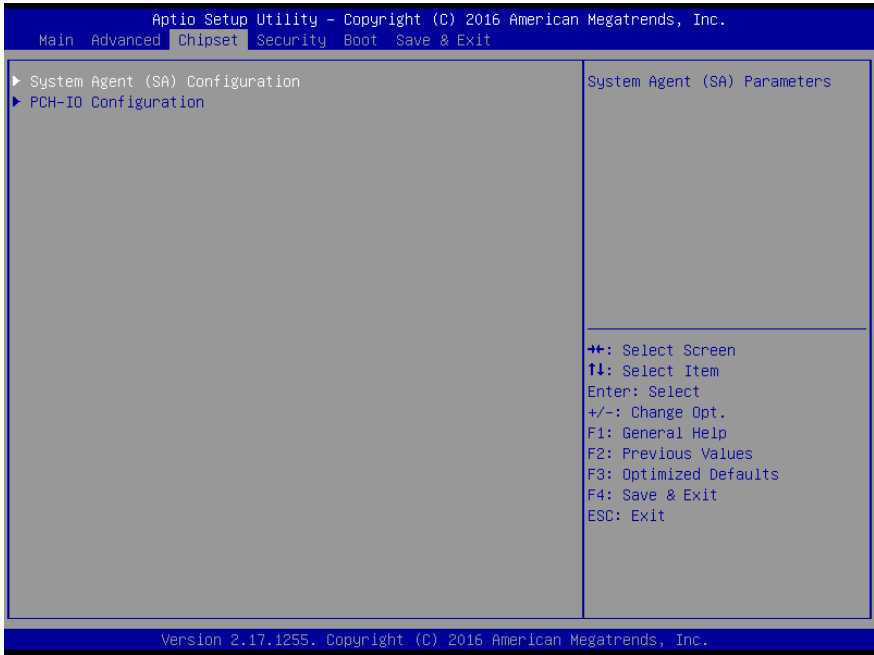 Aptio Setup Utility – Copyright (C) 2016 American Megatrends, Inc.
Main Advanced Chipset Security Boot Save & Exit
▶ System Agent (SA) Configuration
▶ PCH-IO Configuration
System Agent (SA) Parameters
→←: Select Screen
↑↓: Select Item
Enter: Select
+/-: Change Opt.
F1: General Help
F2: Previous Values
F3: Optimized Defaults
F4: Save & Exit
ESC: Exit
Version 2.17.1255. Copyright (C) 2016 American Megatrends, Inc.